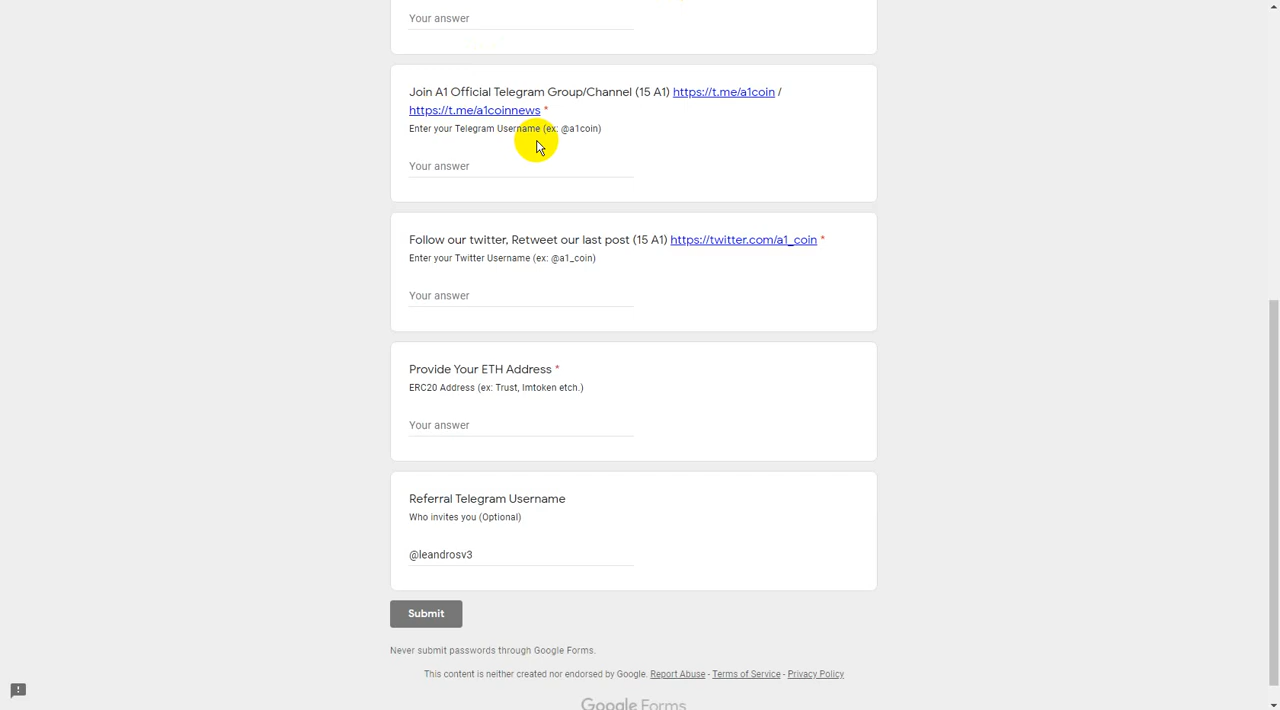 Your answer
Join A1 Official Telegram Group/Channel (15 A1) https://t.me/a1coin /
https://t.me/a1coinnews *
Enter your Telegram Username (ex: @a1coin)
Your answer
Follow our twitter, Retweet our last post (15 A1) https://twitter.com/a1_coin *
Enter your Twitter Username (ex: @a1_coin)
Your answer
Provide Your ETH Address *
ERC20 Address (ex: Trust, Imtoken etch.)
Your answer
Referral Telegram Username
Who invites you (Optional)
@leandrosv3
Submit
Never submit passwords through Google Forms.
This content is neither created nor endorsed by Google. Report Abuse - Terms of Service - Privacy Policy
Google Forms